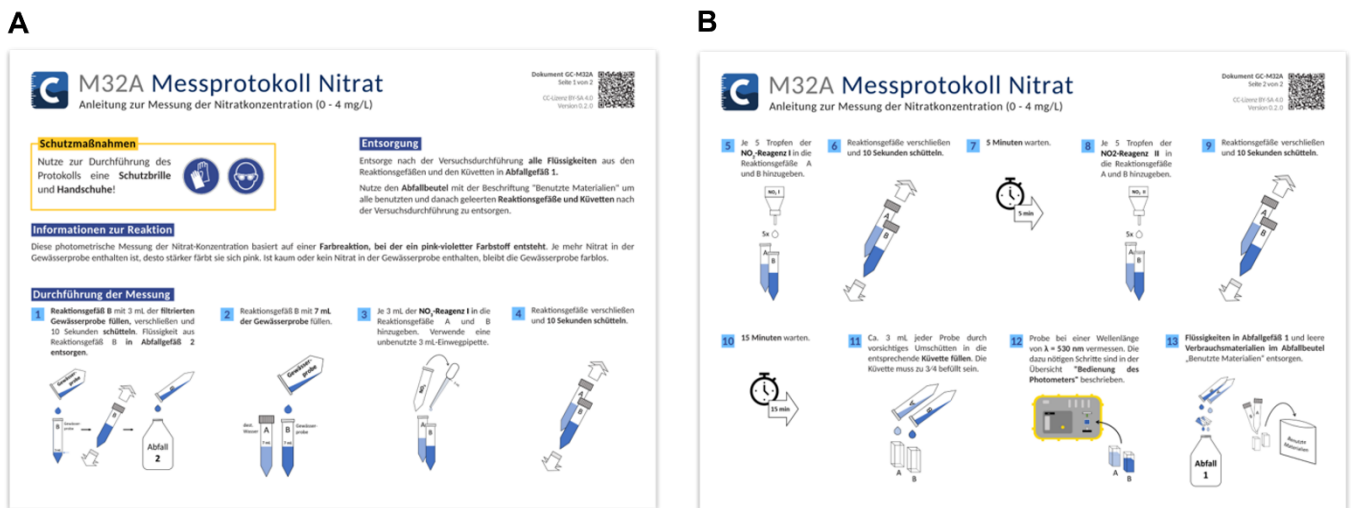 A
M32A Messprotokoll Nitrat
Anleitung zur Messung der Nitratkonzentration (0 - 4 mg/L)
Dokument GC-M32A
Seite 1 von 2
CC-Lizenz BY-SA 4.0
Version 0.2.0
Schutzmaßnahmen
Nutze zur Durchführung des
Protokolls eine Schutzbrille
und Handschuhe!
Entsorgung
Entsorge nach der Versuchsdurchführung alle Flüssigkeiten aus den
Reaktionsgefäßen und den Küvetten in Abfallgefäß 1.
Nutze den Abfallbeutel mit der Beschriftung "Benutzte Materialien" um
alle benutzten und danach geleerten Reaktionsgefäße und Küvetten nach
der Versuchsdurchführung zu entsorgen.
Informationen zur Reaktion
Diese photometrische Messung der Nitrat-Konzentration basiert auf einer Farbreaktion, bei der ein pink-violetter Farbstoff entsteht. Je mehr Nitrat in der
Gewässerprobe enthalten ist, desto stärker färbt sie sich pink. Ist kaum oder kein Nitrat in der Gewässerprobe enthalten, bleibt die Gewässerprobe farblos.
Durchführung der Messung
1
Reaktionsgefäß B mit 3 mL der filtrierten
Gewässerprobe füllen, verschließen und
10 Sekunden schütteln. Flüssigkeit aus
Reaktionsgefäß B in Abfallgefäß 2
entsorgen.
Gewässer-
probe
B
Gewässer-
probe
B
Abfall
2
2
Reaktionsgefäß B mit 7 mL
der Gewässerprobe füllen.
Gewässer-
probe
dest.
Wasser
A
7 mL
B
7 mL
Gewässer-
probe
3
Je 3 mL der NO3-Reagenz I in die
Reaktionsgefäße A und B
hinzugeben. Verwende eine
unbenutzte 3 mL-Einwegpipette.
A
B
4
Reaktionsgefäße verschließen
und 10 Sekunden schütteln.
A
B
B
M32A Messprotokoll Nitrat
Anleitung zur Messung der Nitratkonzentration (0 - 4 mg/L)
Dokument GC-M32A
Seite 2 von 2
CC-Lizenz BY-SA 4.0
Version 0.2.0
5
Je 5 Tropfen der
NO2-Reagenz I in die
Reaktionsgefäße A
und B hinzugeben.
NO2 I
5x
A
B
6
Reaktionsgefäße verschließen
und 10 Sekunden schütteln.
A
B
7
5 Minuten warten.
5 min
8
Je 5 Tropfen der
NO2-Reagenz II in
die Reaktionsgefäße
A und B hinzugeben.
NO2 II
5x
A
B
9
Reaktionsgefäße verschließen
und 10 Sekunden schütteln.
A
B
10
15 Minuten warten.
15 min
11
Ca. 3 mL jeder Probe durch
vorsichtiges Umschütten in die
entsprechende Küvette füllen. Die
Küvette muss zu 3/4 befüllt sein.
A
B
A
B
12
Probe bei einer Wellenlänge
von λ = 530 nm vermessen. Die
dazu nötigen Schritte sind in der
Übersicht "Bedienung des
Photometers" beschrieben.
A
B
13
Flüssigkeiten in Abfallgefäß 1 und leere
Verbrauchsmaterialien im Abfallbeutel
„Benutzte Materialien" entsorgen.
Abfall
1
Benutzte
Materialien